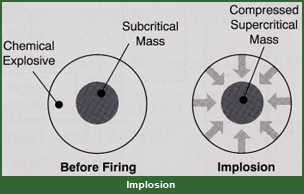 Subcritical
Mass
Chemical
Explosive
Before Firing
Compressed
Supercritical
Mass
Implosion
Implosion